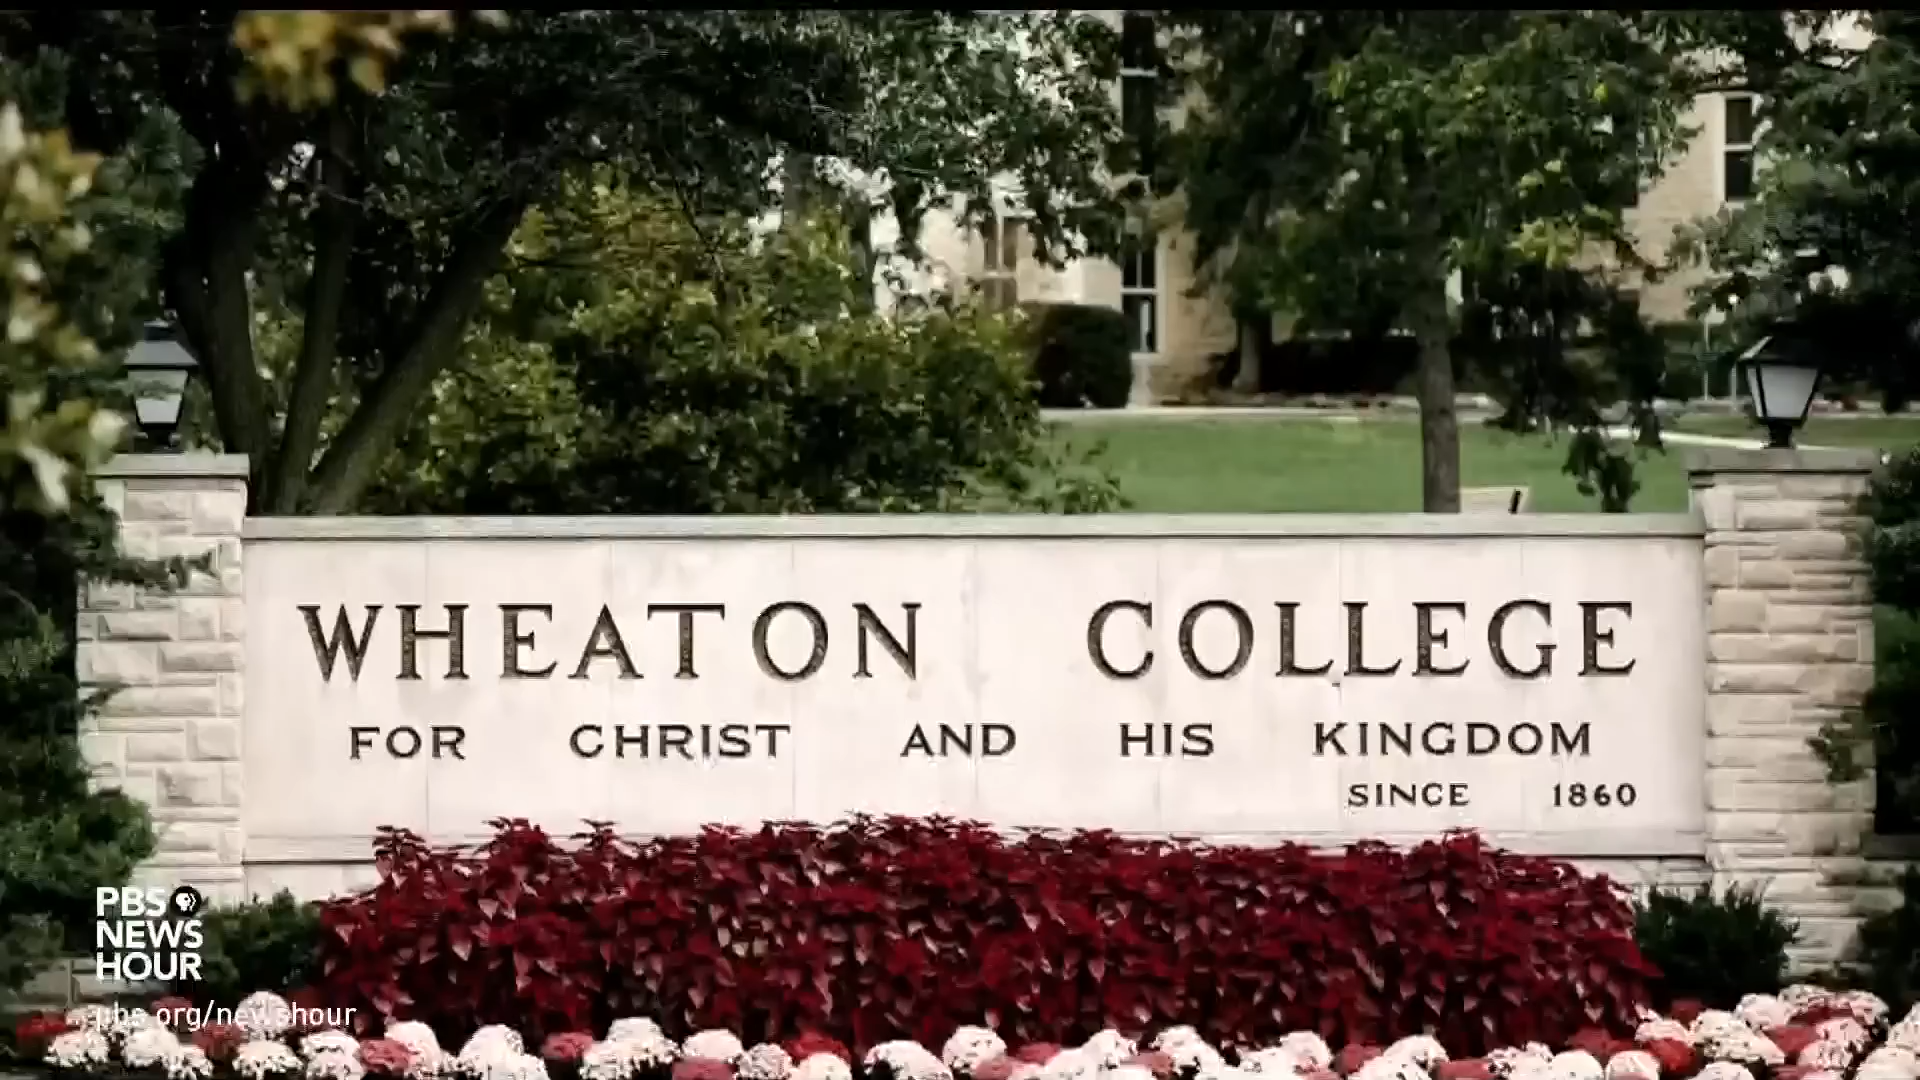 WHEATON COLLEGE
FOR CHRIST AND HIS KINGDOM
SINCE 1860
PBS
NEWS
HOUR
pbs.org/newshour